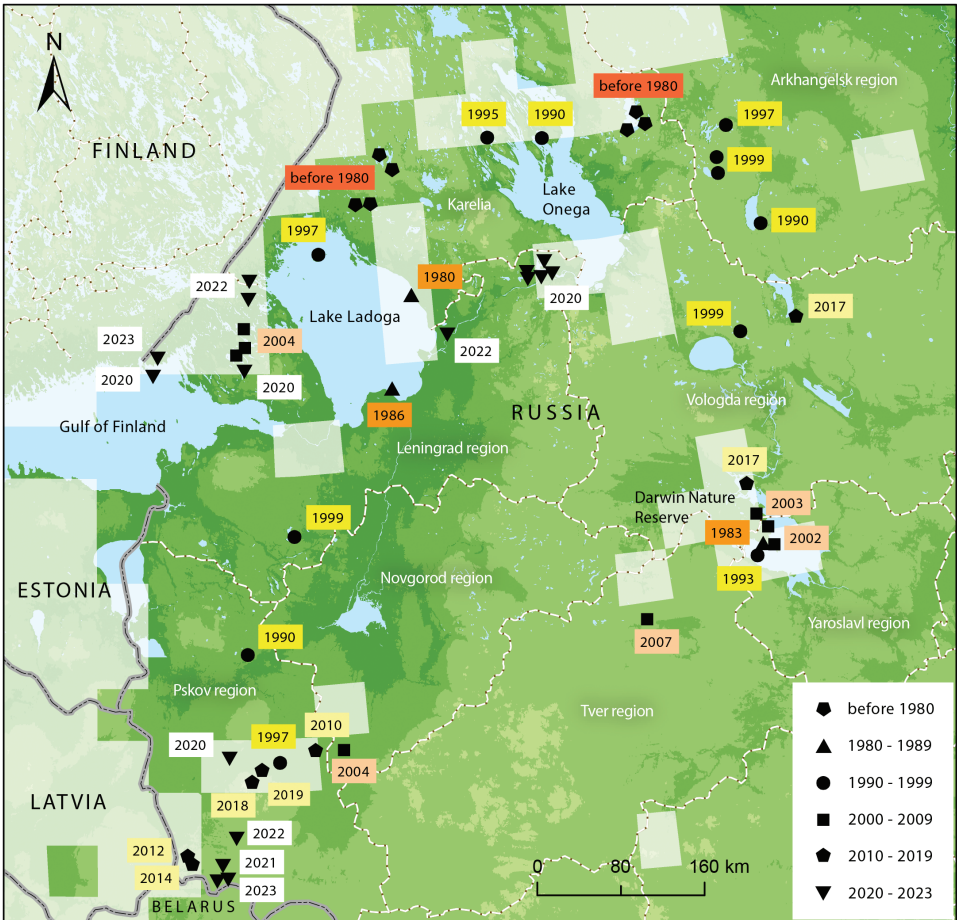 N
before 1980
Arkhangelsk region
1995
1990
1997
FINLAND
1999
before 1980
Lake
Onega
Karelia
1990
1997
1980
2022
2020
2017
Lake Ladoga
1999
2023
2004
2022
2020
2020
1986
Vologda region
RUSSIA
Gulf of Finland
Leningrad region
2017
Darwin Nature
Reserve
2003
1999
1983
2002
1993
ESTONIA
Novgorod region
Yaroslavl region
1990
2007
Pskov region
Tver region
2010
1997
2020
2004
2019
2018
LATVIA
2022
2012
2021
2014
2023
BELARUS
0 80 160 km
before 1980
1980 - 1989
1990 - 1999
2000 - 2009
2010 - 2019
2020 - 2023